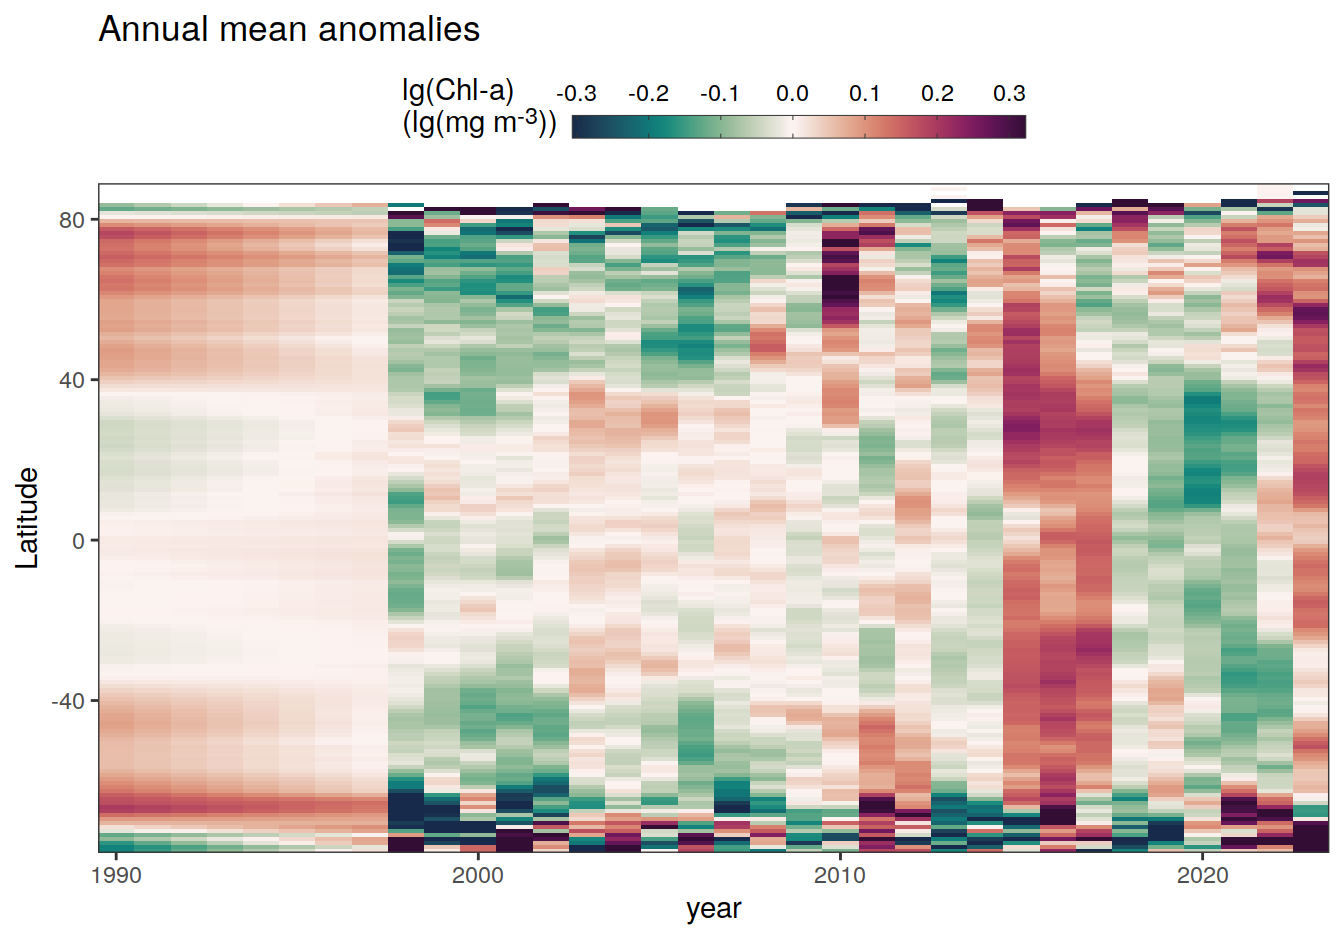 Annual mean anomalies
lg(Chl-a)
(lg(mg m-3))
-0.3 -0.2 -0.1 0.0 0.1 0.2 0.3
Latitude
80
40
0
-40
1990 2000 2010 2020
year